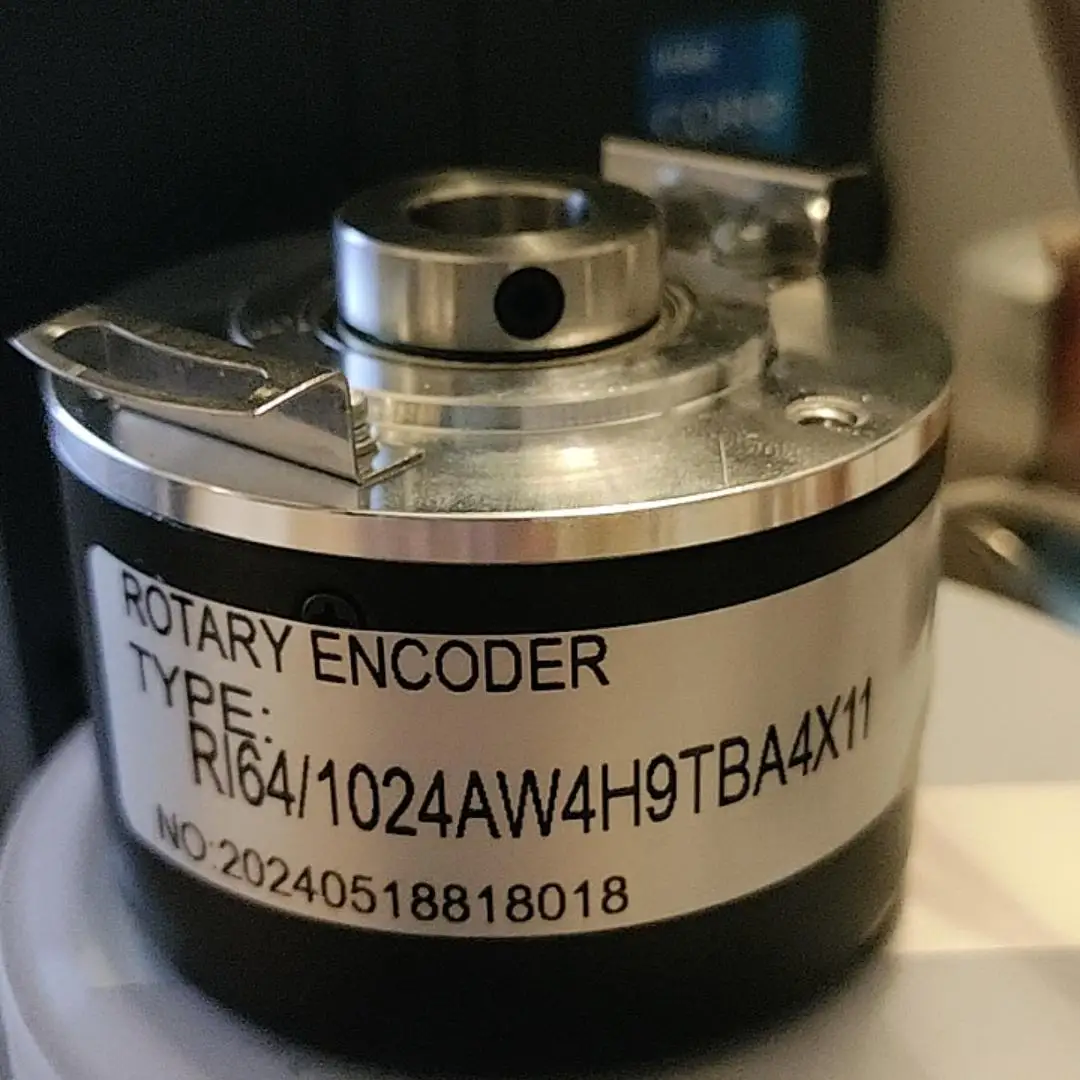 ROTARY ENCODER
TYPE:
RI64/1024AW4H9TBA4X11
NO:20240518818018